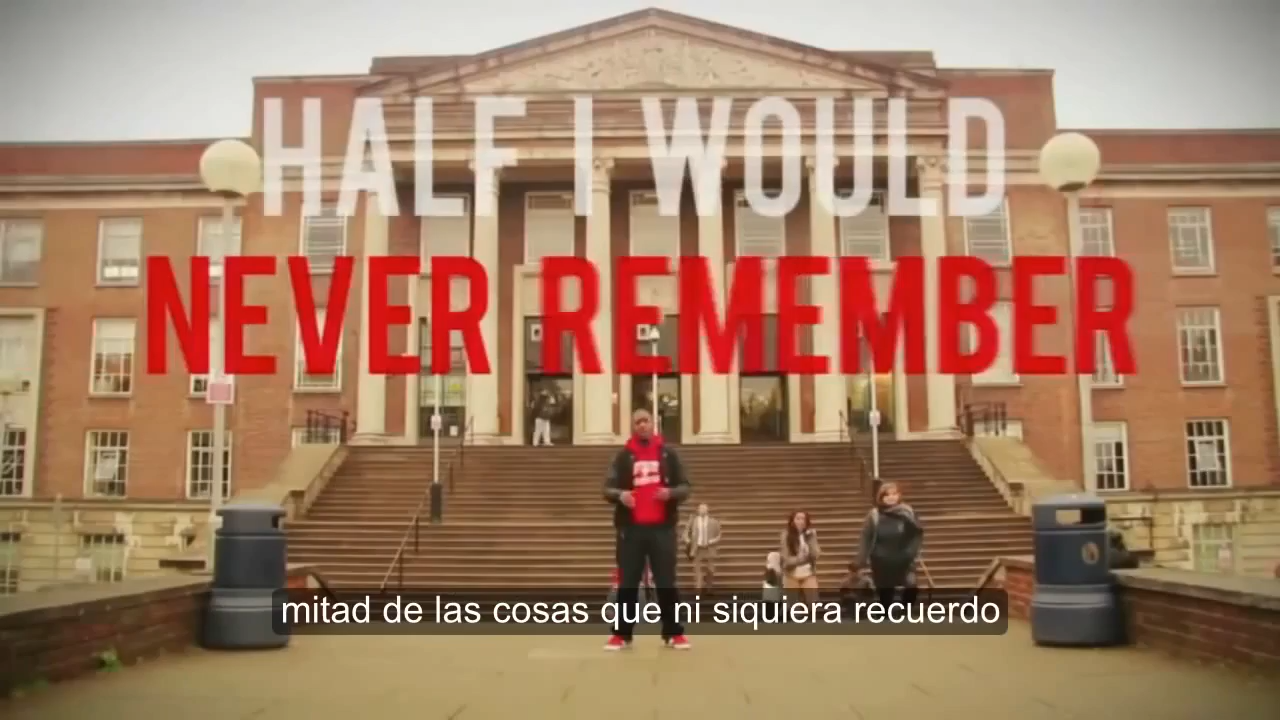 HALF I WOULD
NEVER REMEMBER
mitad de las cosas que ni siquiera recuerdo